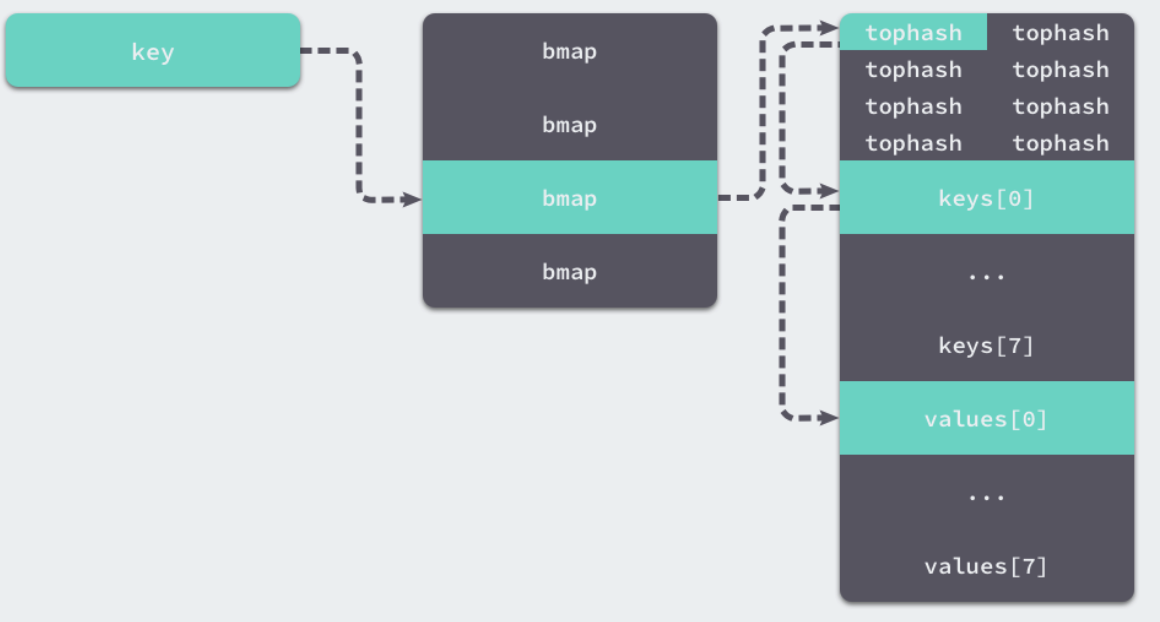 key
bmap
bmap
bmap
bmap
tophash tophash
tophash tophash
tophash tophash
tophash tophash
keys[0]
...
keys[7]
values[0]
...
values[7]